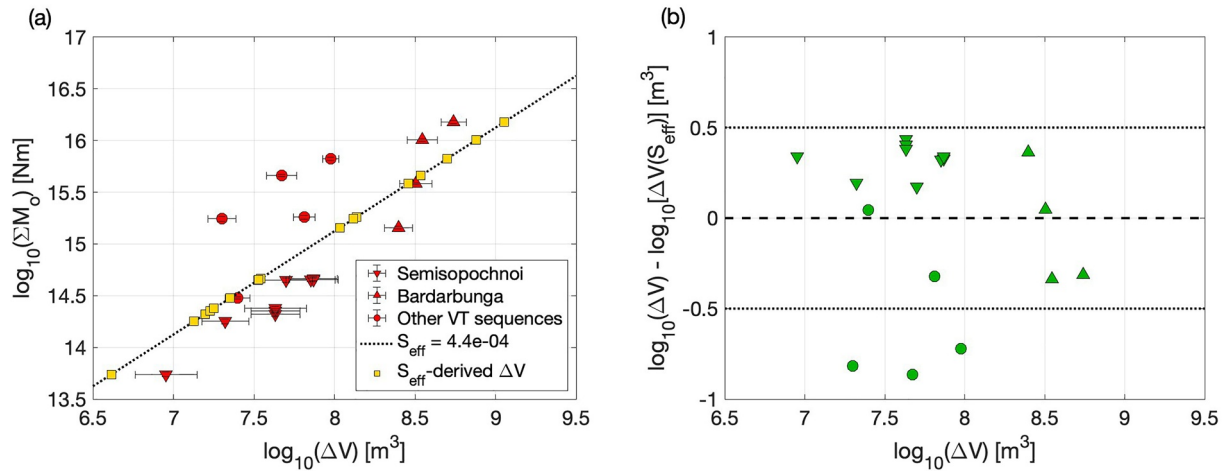 (a)
17
16.5
16
15.5
15
14.5
14
13.5
log10(ΣMo) [Nm]
Semisopochnoi
Bardarbunga
Other VT sequences
Seff = 4.4e-04
Seff-derived ΔV
6.5 7 7.5 8 8.5 9 9.5
log10(ΔV) [m3]
(b)
1
0.5
0
-0.5
-1
log10(ΔV) - log10[ΔV(Seff)] [m3]
6.5 7 7.5 8 8.5 9 9.5
log10(ΔV) [m3]